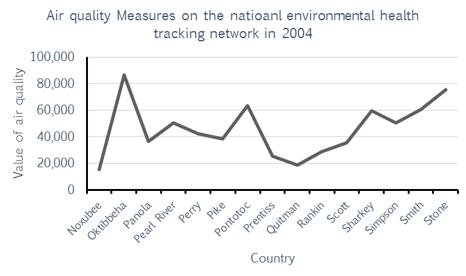 Air quality Measures on the natioanl environmental health
tracking network in 2004
Value of air quality
100,000
80,000
60,000
40,000
20,000
0
Noxubee
Oktibbeha
Panola
Pearl River
Perry
Pike
Pontotoc
Prentiss
Quitman
Rankin
Scott
Sharkey
Simpson
Smith
Stone
Country